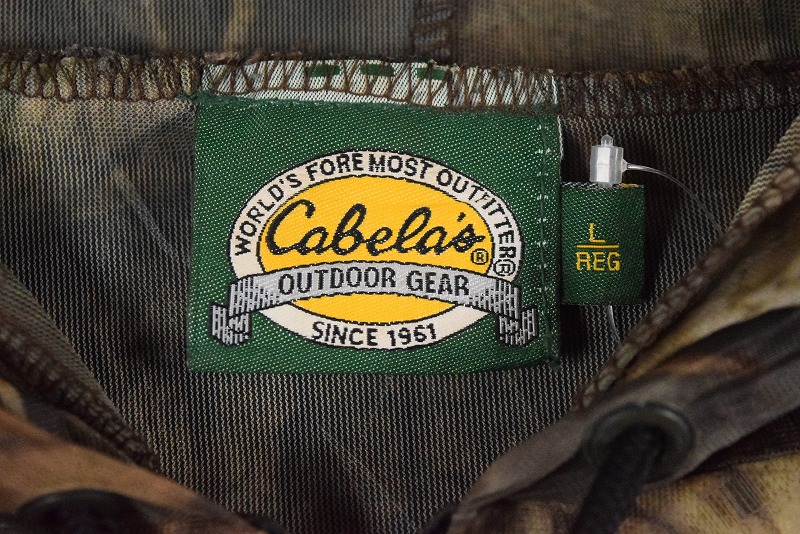 WORLD'S FOREMOST OUTFITTER®
Cabela's®
OUTDOOR GEAR
SINCE 1961
L
REG